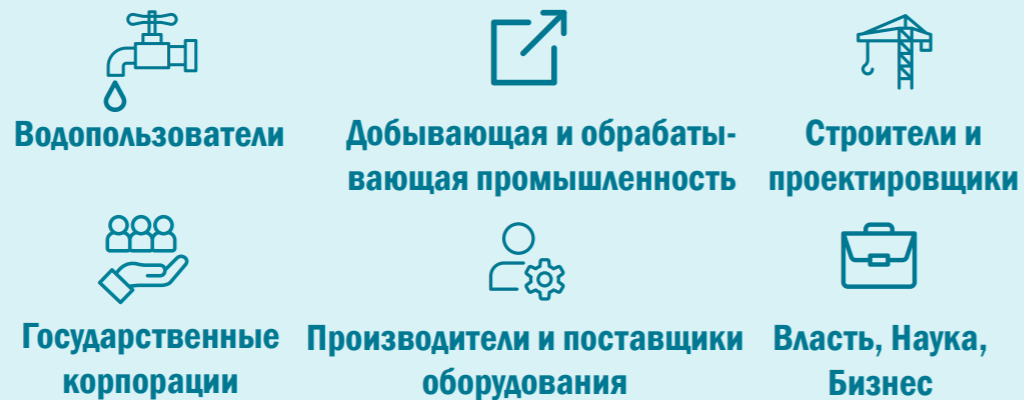 Водопользователи
Добывающая и обрабаты-
вающая промышленность
Строители и
проектировщики
Государственные
корпорации
Производители и поставщики
оборудования
Власть, Наука,
Бизнес